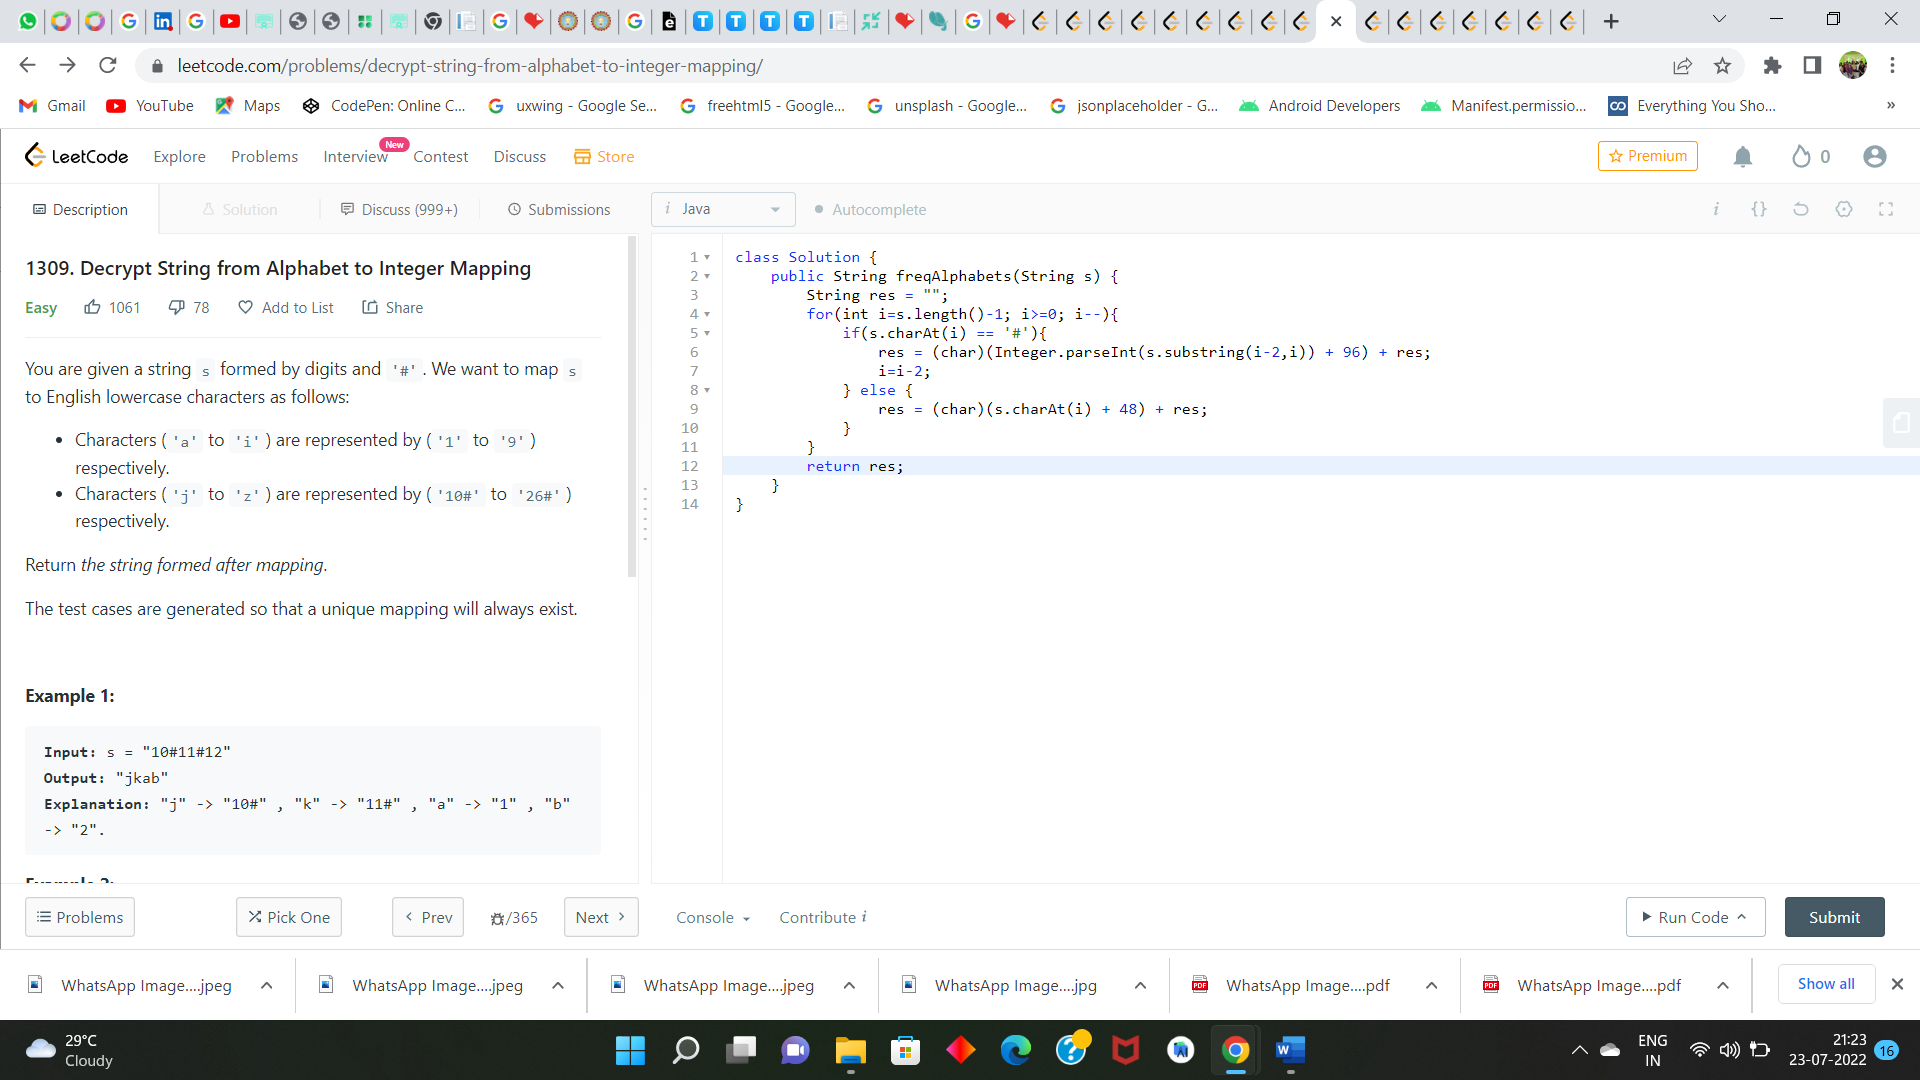 leetcode.com/problems/decrypt-string-from-alphabet-to-integer-mapping/
Gmail YouTube Maps CodePen: Online C... uxwing - Google Se... freehtml5 - Google... unsplash - Google... jsonplaceholder - G... Android Developers Manifest.permissio... Everything You Sho... »
LeetCode Explore Problems Interview New Contest Discuss Store Premium 0
Description Solution Discuss (999+) Submissions i Java Autocomplete i {}
1309. Decrypt String from Alphabet to Integer Mapping
Easy 1061 78 Add to List Share
You are given a string s formed by digits and '#'. We want to map s
to English lowercase characters as follows:
• Characters ('a' to 'i') are represented by ('1' to '9')
respectively.
• Characters ('j' to 'z') are represented by ('10#' to '26#')
respectively.
Return the string formed after mapping.
The test cases are generated so that a unique mapping will always exist.
Example 1:
Input: s = "10#11#12"
Output: "jkab"
Explanation: "j" -> "10#" , "k" -> "11#" , "a" -> "1" , "b"
-> "2".
1 class Solution {
2 public String freqAlphabets(String s) {
3 String res = "";
4 for(int i=s.length()-1; i>=0; i--){
5 if(s.charAt(i) == '#'){
6 res = (char)(Integer.parseInt(s.substring(i-2,i)) + 96) + res;
7 i=i-2;
8 } else {
9 res = (char)(s.charAt(i) + 48) + res;
10 }
11 }
12 return res;
13 }
14 }
Problems Pick One Prev /365 Next Console Contribute i Run Code Submit
WhatsApp Image....jpeg WhatsApp Image....jpeg WhatsApp Image....jpeg WhatsApp Image....jpg WhatsApp Image....pdf WhatsApp Image....pdf Show all
29°C
Cloudy
ENG
IN
21:23
23-07-2022
16